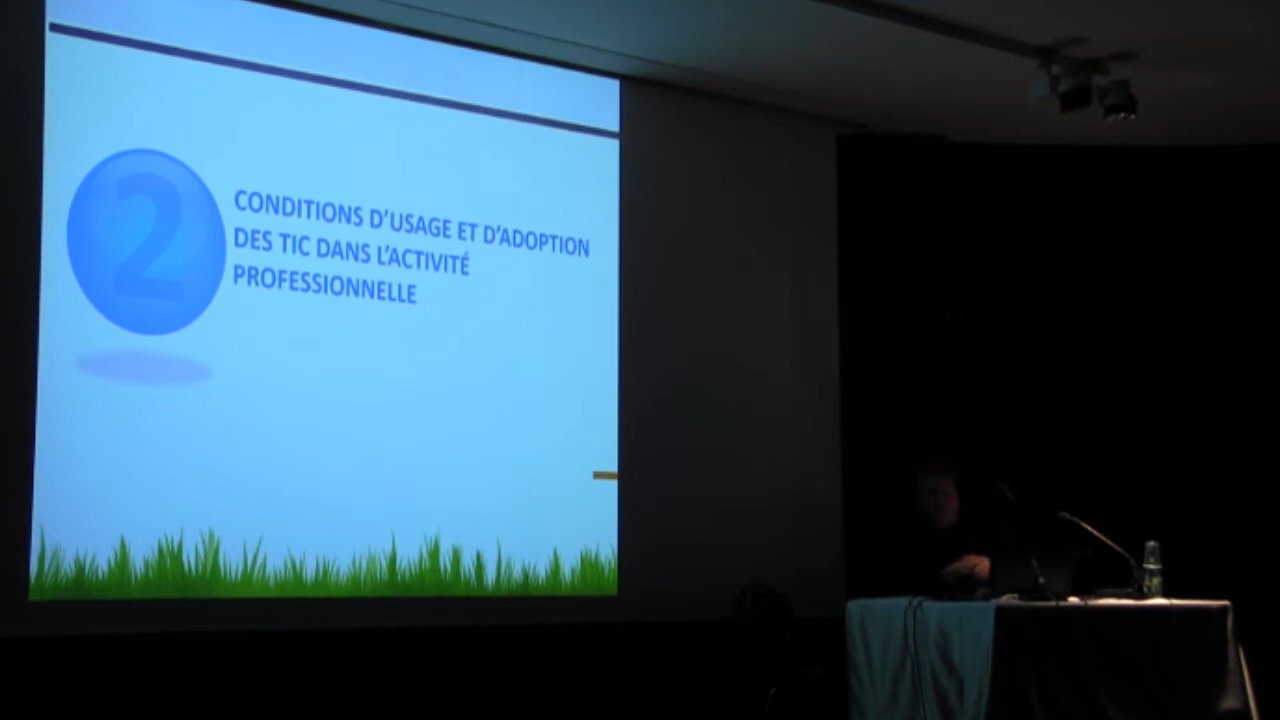 2
CONDITIONS D'USAGE ET D'ADOPTION
DES TIC DANS L'ACTIVITÉ
PROFESSIONNELLE